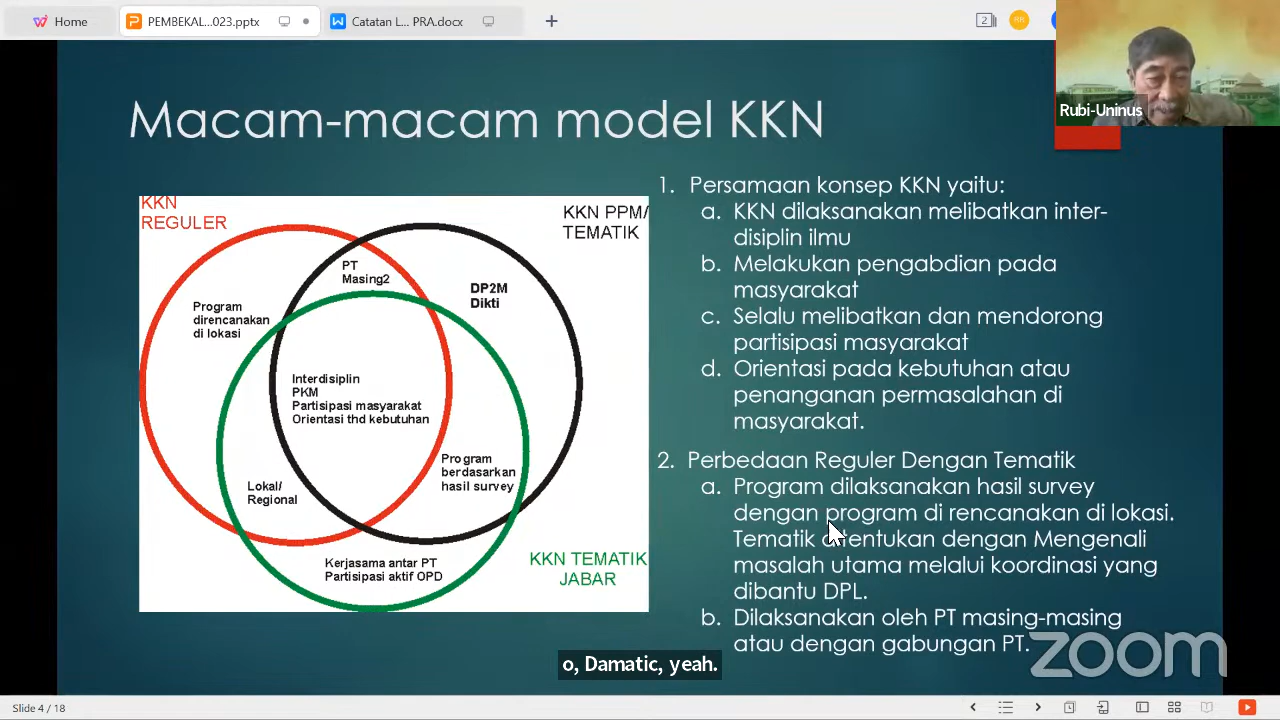 Home
PEMBEKAL...023.pptx
Catatan L... PRA.docx
2
RR
Rubi-Uninus
Macam-macam model KKN
KKN
REGULER
KKN PPM/
TEMATIK
PT
Masing2
DP2M
Dikti
Program
direncanakan
di lokasi
Interdisiplin
PKM
Partisipasi masyarakat
Orientasi thd kebutuhan
Program
berdasarkan
hasil survey
Lokal/
Regional
Kerjasama antar PT
Partisipasi aktif OPD
KKN TEMATIK
JABAR
1. Persamaan konsep KKN yaitu:
a. KKN dilaksanakan melibatkan inter-
disiplin ilmu
b. Melakukan pengabdian pada
masyarakat
c. Selalu melibatkan dan mendorong
partisipasi masyarakat
d. Orientasi pada kebutuhan atau
penanganan permasalahan di
masyarakat.
2. Perbedaan Reguler Dengan Tematik
a. Program dilaksanakan hasil survey
dengan program di rencanakan di lokasi.
Tematik ditentukan dengan Mengenali
masalah utama melalui koordinasi yang
dibantu DPL.
b. Dilaksanakan oleh PT masing-masing
atau dengan gabungan PT.
zoom
o, Damatic, yeah.
Slide 4 / 18